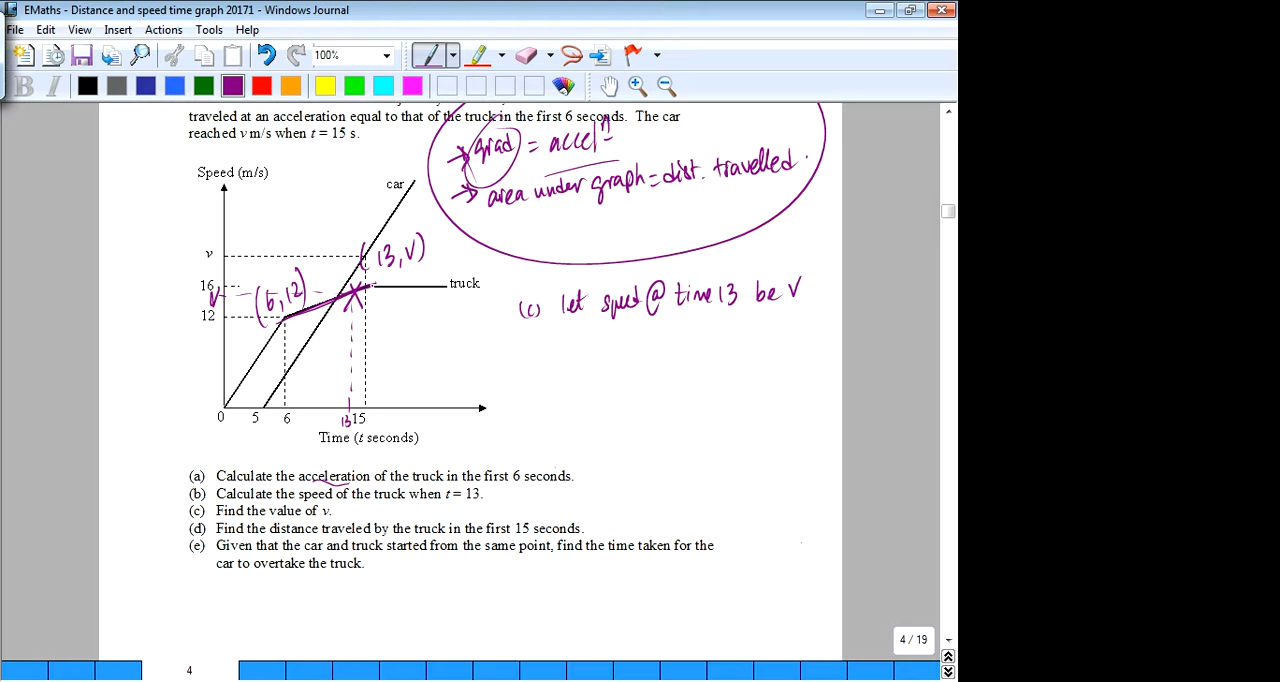 EMaths - Distance and speed time graph 20171 - Windows Journal
File Edit View Insert Actions Tools Help
100%
B I
traveled at an acceleration equal to that of the truck in the first 6 seconds. The car
reached v m/s when t = 15 s.
→ grad = accel n
→ area under graph = dist. travelled.
Speed (m/s)
car
v
(13, V)
16
truck
V
(6, 12)
12
(c) let speed @ time 13 be V
0 5 6 13 15
Time (t seconds)
(a) Calculate the acceleration of the truck in the first 6 seconds.
(b) Calculate the speed of the truck when t = 13.
(c) Find the value of v.
(d) Find the distance traveled by the truck in the first 15 seconds.
(e) Given that the car and truck started from the same point, find the time taken for the
car to overtake the truck.
4 / 19
4